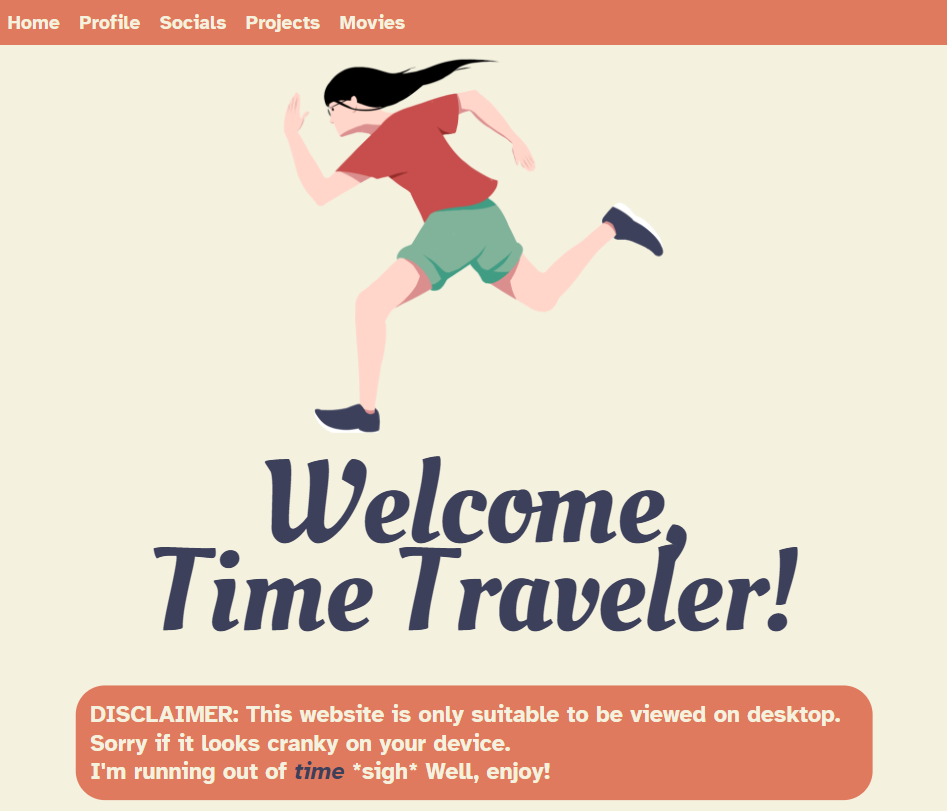 Home Profile Socials Projects Movies
Welcome,
Time Traveler!
DISCLAIMER: This website is only suitable to be viewed on desktop.
Sorry if it looks cranky on your device.
I'm running out of time *sigh* Well, enjoy!